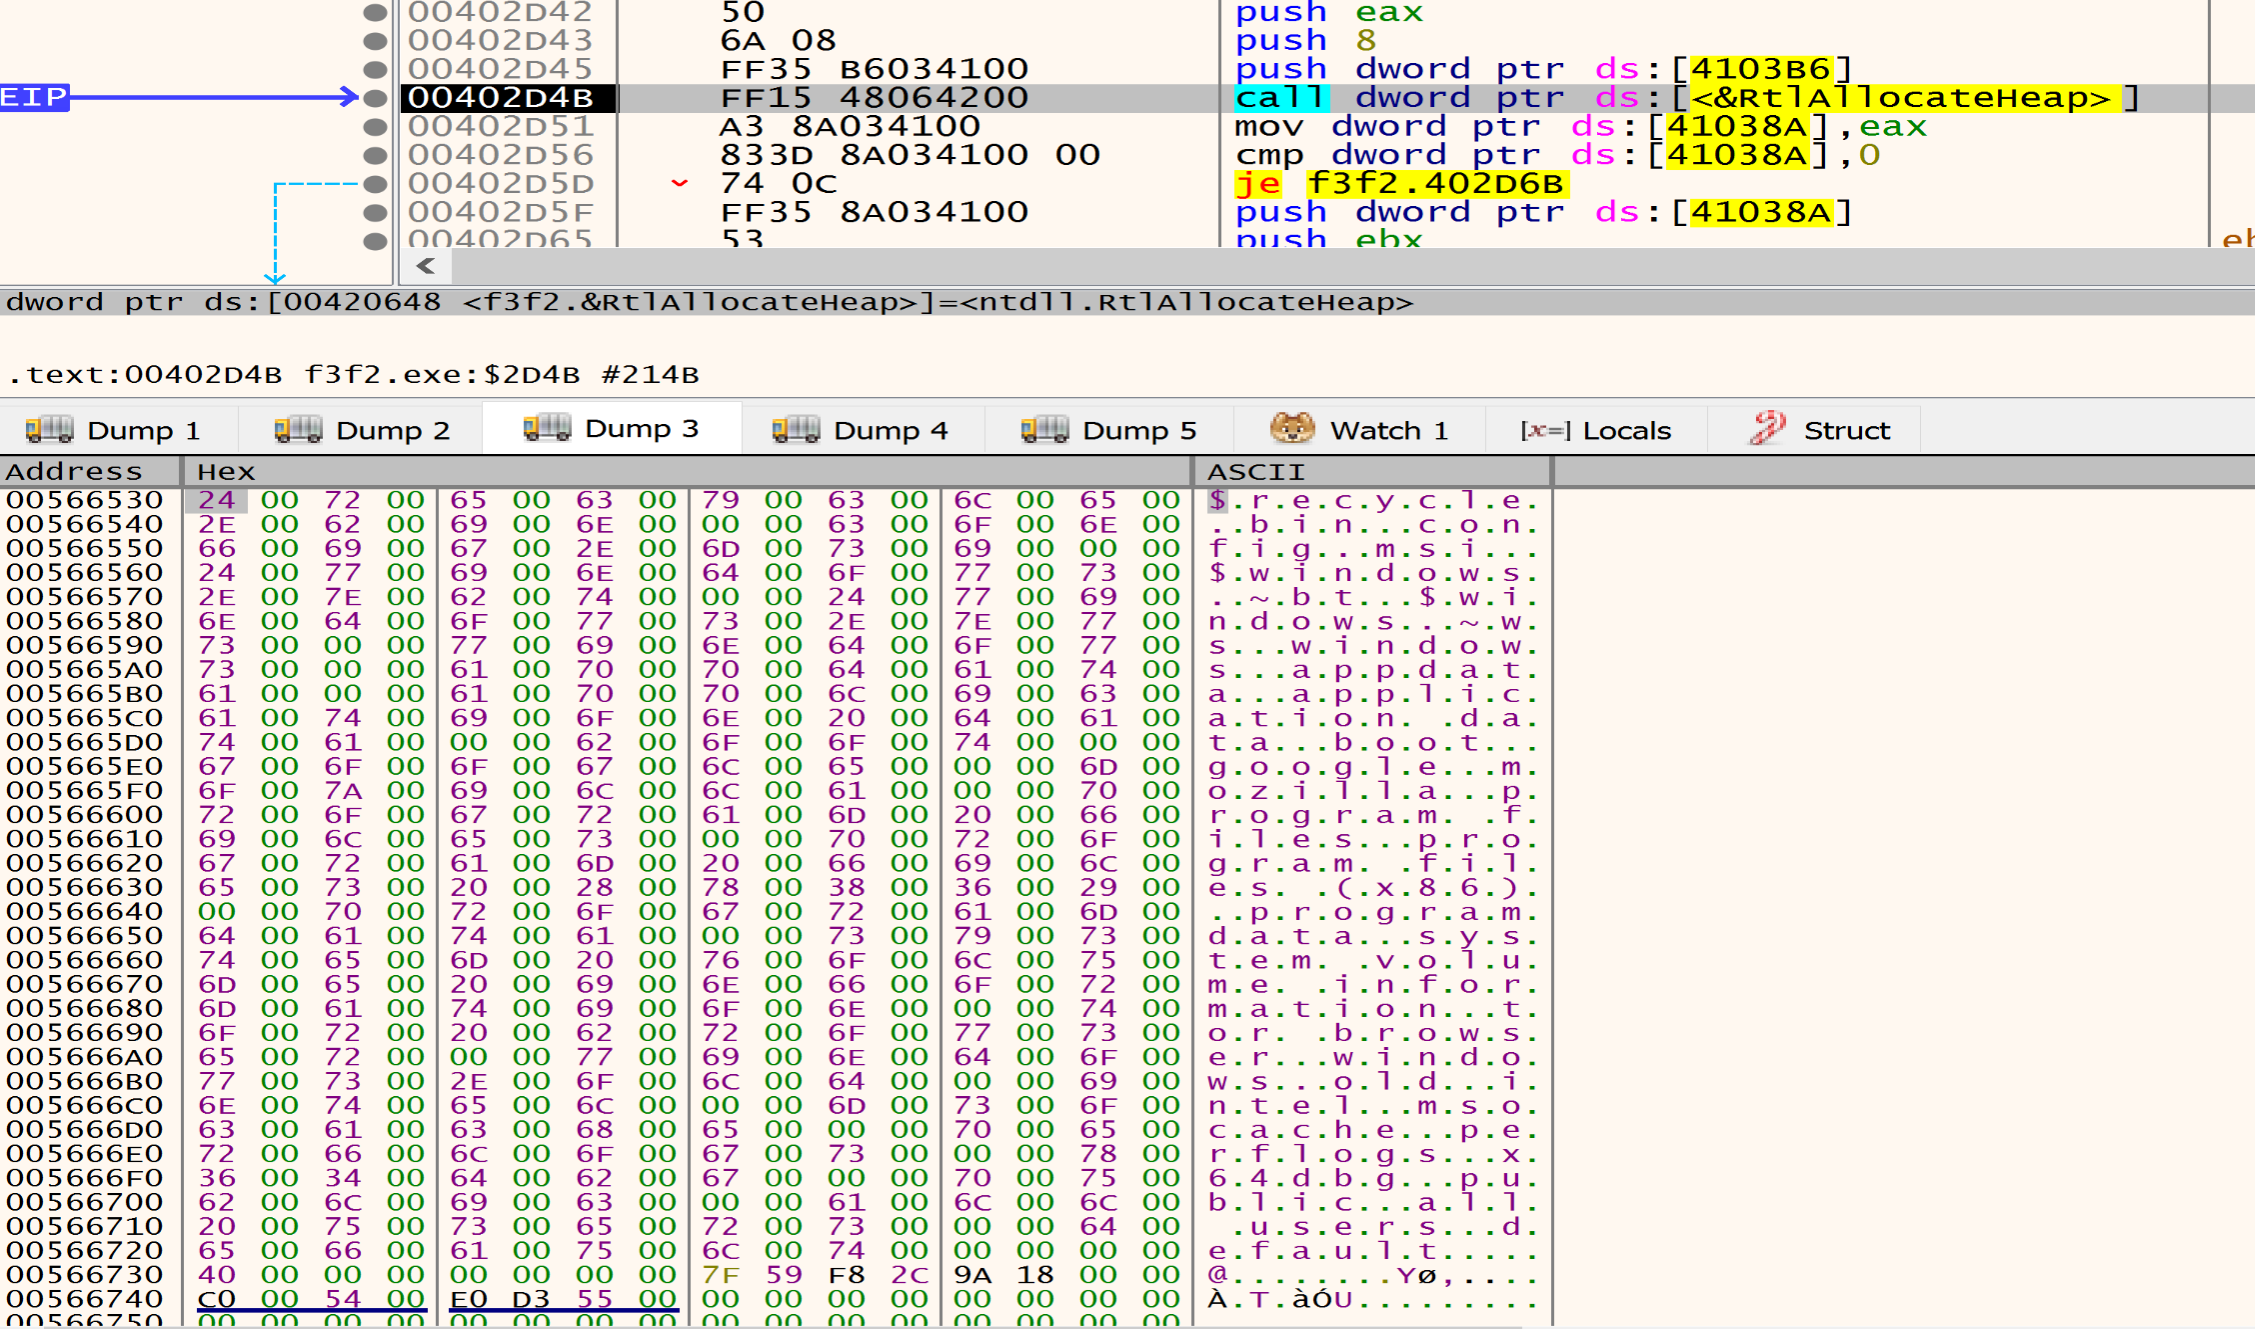 00402D42 50 push eax
00402D43 6A 08 push 8
00402D45 FF35 B6034100 push dword ptr ds:[4103B6]
EIP 00402D4B FF15 48064200 call dword ptr ds:[<&RtlAllocateHeap>]
00402D51 A3 8A034100 mov dword ptr ds:[41038A],eax
00402D56 833D 8A034100 00 cmp dword ptr ds:[41038A],0
00402D5D 74 0C je f3f2.402D6B
00402D5F FF35 8A034100 push dword ptr ds:[41038A]
00402D65 53 push ebx
dword ptr ds:[00420648 <f3f2.&RtlAllocateHeap>]=<ntdll.RtlAllocateHeap>
.text:00402D4B f3f2.exe:$2D4B #214B
Dump 1 Dump 2 Dump 3 Dump 4 Dump 5 Watch 1 [x=] Locals Struct
Address Hex ASCII
00566530 24 00 72 00 65 00 63 00 79 00 63 00 6C 00 65 00 $.r.e.c.y.c.l.e.
00566540 2E 00 62 00 69 00 6E 00 00 00 63 00 6F 00 6E 00 ..b.i.n...c.o.n.
00566550 66 00 69 00 67 00 2E 00 6D 00 73 00 69 00 00 00 f.i.g...m.s.i...
00566560 24 00 77 00 69 00 6E 00 64 00 6F 00 77 00 73 00 $.w.i.n.d.o.w.s.
00566570 2E 00 7E 00 62 00 74 00 00 00 24 00 77 00 69 00 ..~.b.t...$.w.i.
00566580 6E 00 64 00 6F 00 77 00 73 00 2E 00 7E 00 77 00 n.d.o.w.s...~.w.
00566590 73 00 00 00 77 00 69 00 6E 00 64 00 6F 00 77 00 s...w.i.n.d.o.w.
005665A0 73 00 00 00 61 00 70 00 70 00 64 00 61 00 74 00 s...a.p.p.d.a.t.
005665B0 61 00 00 00 61 00 70 00 70 00 6C 00 69 00 63 00 a...a.p.p.l.i.c.
005665C0 61 00 74 00 69 00 6F 00 6E 00 20 00 64 00 61 00 a.t.i.o.n. .d.a.
005665D0 74 00 61 00 00 00 62 00 6F 00 6F 00 74 00 00 00 t.a...b.o.o.t...
005665E0 67 00 6F 00 6F 00 67 00 6C 00 65 00 00 00 6D 00 g.o.o.g.l.e...m.
005665F0 6F 00 7A 00 69 00 6C 00 6C 00 61 00 00 00 70 00 o.z.i.l.l.a...p.
00566600 72 00 6F 00 67 00 72 00 61 00 6D 00 20 00 66 00 r.o.g.r.a.m. .f.
00566610 69 00 6C 00 65 00 73 00 00 00 70 00 72 00 6F 00 i.l.e.s...p.r.o.
00566620 67 00 72 00 61 00 6D 00 20 00 66 00 69 00 6C 00 g.r.a.m. .f.i.l.
00566630 65 00 73 00 20 00 28 00 78 00 38 00 36 00 29 00 e.s. .(.x.8.6.).
00566640 00 00 70 00 72 00 6F 00 67 00 72 00 61 00 6D 00 ..p.r.o.g.r.a.m.
00566650 64 00 61 00 74 00 61 00 00 00 73 00 79 00 73 00 d.a.t.a...s.y.s.
00566660 74 00 65 00 6D 00 20 00 76 00 6F 00 6C 00 75 00 t.e.m. .v.o.l.u.
00566670 6D 00 65 00 20 00 69 00 6E 00 66 00 6F 00 72 00 m.e. .i.n.f.o.r.
00566680 6D 00 61 00 74 00 69 00 6F 00 6E 00 00 00 74 00 m.a.t.i.o.n...t.
00566690 6F 00 72 00 20 00 62 00 72 00 6F 00 77 00 73 00 o.r. .b.r.o.w.s.
005666A0 65 00 72 00 00 00 77 00 69 00 6E 00 64 00 6F 00 e.r...w.i.n.d.o.
005666B0 77 00 73 00 2E 00 6F 00 6C 00 64 00 00 00 69 00 w.s...o.l.d...i.
005666C0 6E 00 74 00 65 00 6C 00 00 00 6D 00 73 00 6F 00 n.t.e.l...m.s.o.
005666D0 63 00 61 00 63 00 68 00 65 00 00 00 70 00 65 00 c.a.c.h.e...p.e.
005666E0 72 00 66 00 6C 00 6F 00 67 00 73 00 00 00 78 00 r.f.l.o.g.s...x.
005666F0 36 00 34 00 64 00 62 00 67 00 00 00 70 00 75 00 6.4.d.b.g...p.u.
00566700 62 00 6C 00 69 00 63 00 00 00 61 00 6C 00 6C 00 b.l.i.c...a.l.l.
00566710 20 00 75 00 73 00 65 00 72 00 73 00 00 00 64 00 .u.s.e.r.s...d.
00566720 65 00 66 00 61 00 75 00 6C 00 74 00 00 00 00 00 e.f.a.u.l.t.....
00566730 40 00 00 00 00 00 00 00 7F 59 F8 2C 9A 18 00 00 @........Yø,....
00566740 C0 00 54 00 E0 D3 55 00 00 00 00 00 00 00 00 00 À.T.àÓU.........
00566750 00 00 00 00 00 00 00 00 00 00 00 00 00 00 00 00